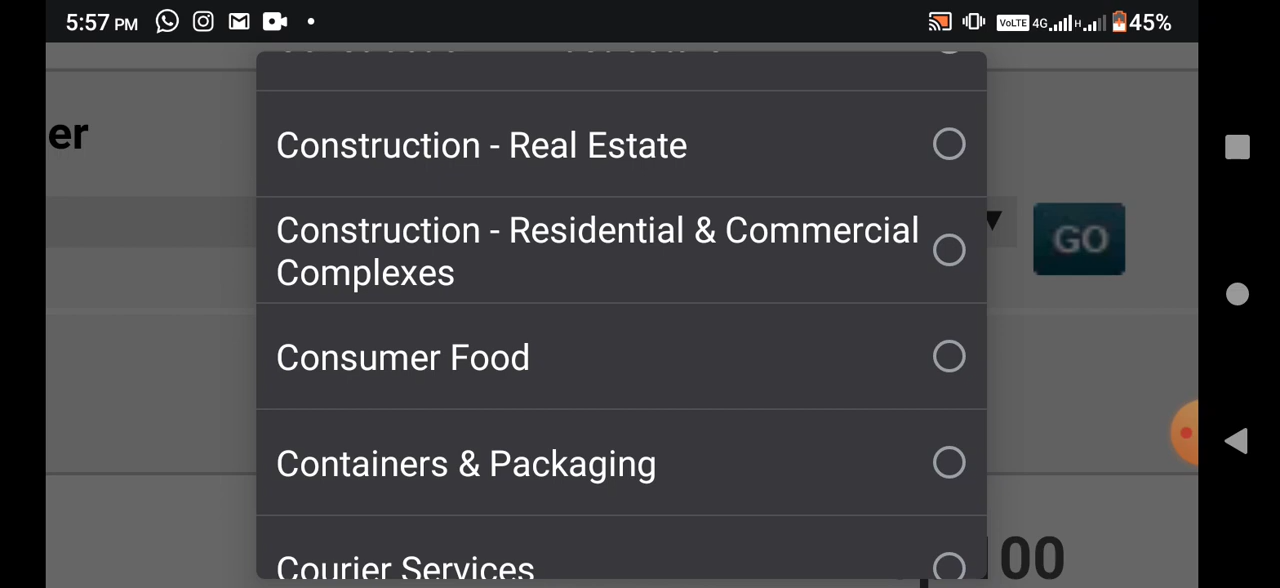 5:57 PM
VoLTE 4G H 45%
er
Construction - Real Estate
Construction - Residential & Commercial
Complexes
GO
Consumer Food
Containers & Packaging
Courier Services
00